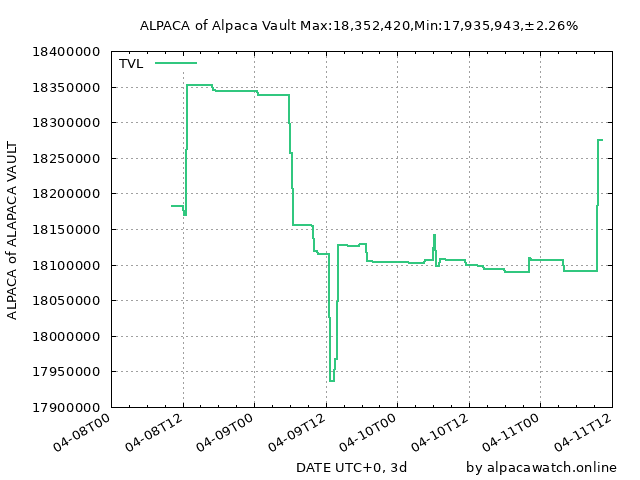 ALPACA of Alpaca Vault Max:18,352,420,Min:17,935,943,±2.26%
TVL
18400000
18350000
18300000
18250000
18200000
18150000
18100000
18050000
18000000
17950000
17900000
ALPACA of ALAPACA VAULT
04-08T00
04-08T12
04-09T00
04-09T12
04-10T00
04-10T12
04-11T00
04-11T12
DATE UTC+0, 3d
by alpacawatch.online